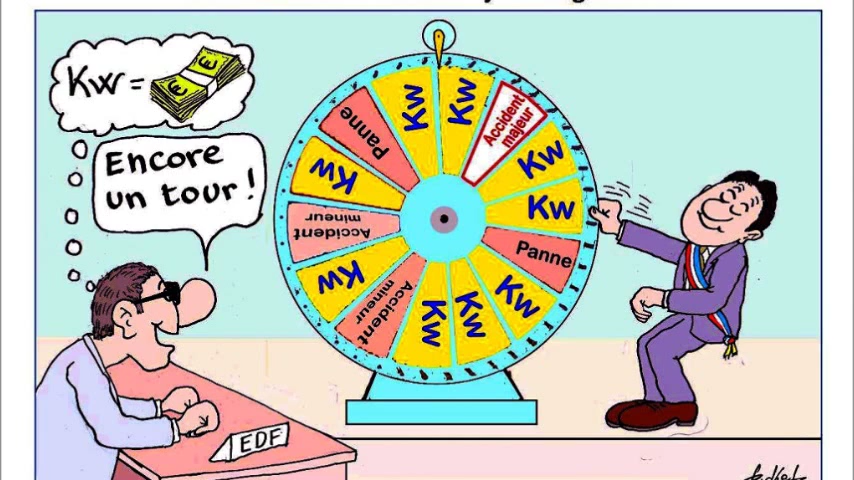 Kw =
€
€
Encore
un tour !
Kw
Kw
Accident
majeur
Kw
Kw
Panne
Kw
Kw
Kw
Accident
mineur
Kw
Accident
mineur
Kw
Panne
EDF